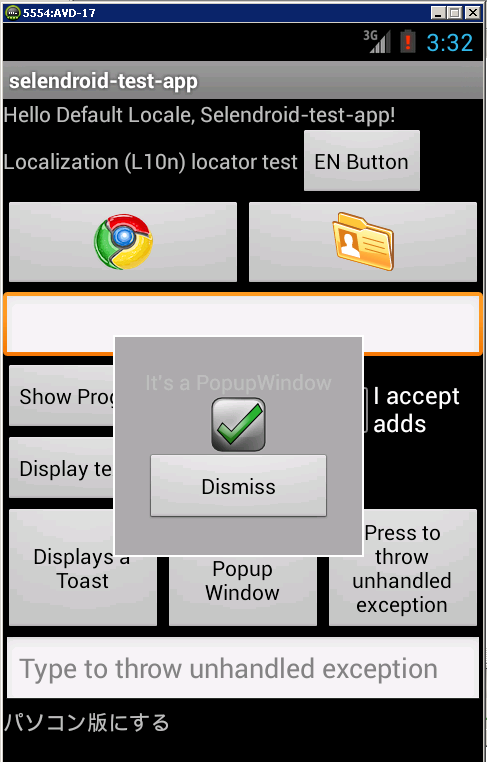 5554:AVD-17
3G 3:32
selendroid-test-app
Hello Default Locale, Selendroid-test-app!
Localization (L10n) locator test EN Button
It's a PopupWindow
Dismiss
Show Prog
I accept
adds
Display te
Displays a
Toast
Popup
Window
Press to
throw
unhandled
exception
Type to throw unhandled exception
パソコン版にする